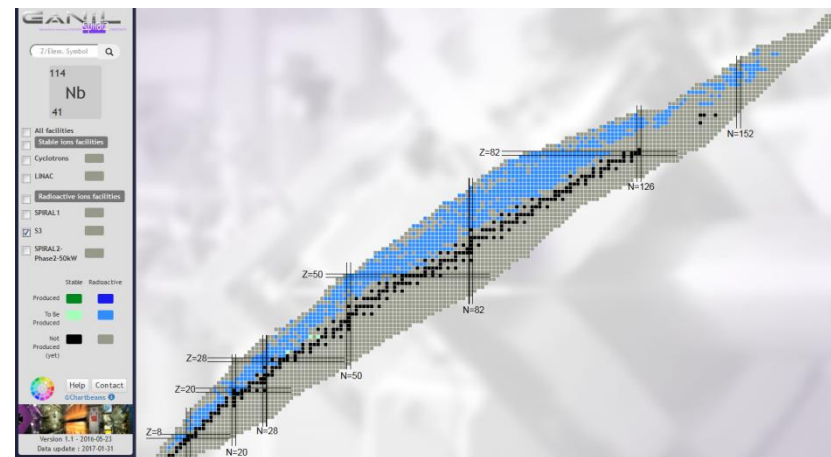 GANIL
Z/Elem. Symbol
114
Nb
41
All facilities
Stable ions facilities
Cyclotrons
LINAC
Radioactive ions facilities
SPIRAL1
S3
SPIRAL2-
Phase2-50kW
Stable Radioactive
Produced
To Be
Produced
Not
Produced
(yet)
Help Contact
©Chartbeams
Version 1.1 - 2016-05-23
Data update : 2017-01-31
N=152
Z=82
N=126
Z=50
N=82
Z=28
N=50
Z=20
N=28
Z=8
N=20